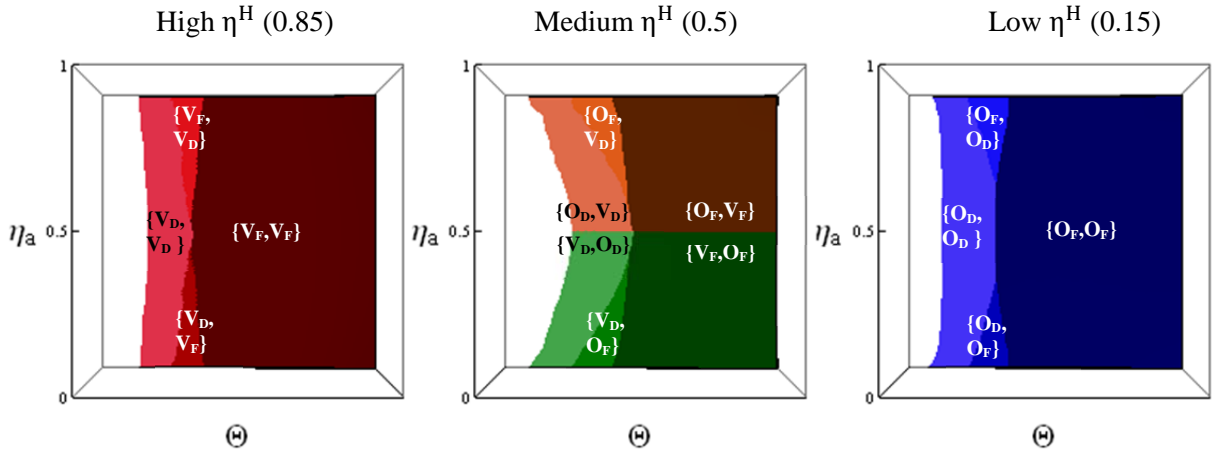 High η^H (0.85)
Medium η^H (0.5)
Low η^H (0.15)
1
η_a 0.5
0
{V_F,
V_D}
{V_D,
V_D }
{V_F,V_F}
{V_D,
V_F}
Θ
1
η_a 0.5
0
{O_F,
V_D}
{O_D,V_D}
{O_F,V_F}
{V_D,O_D}
{V_F,O_F}
{V_D,
O_F}
Θ
1
η_a 0.5
0
{O_F,
O_D}
{O_D,
O_D }
{O_F,O_F}
{O_D,
O_F}
Θ